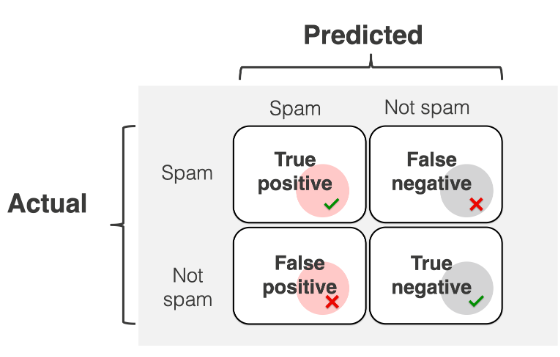 Predicted
Spam
Not spam
Actual
Spam
True
positive
False
negative
Not
spam
False
positive
True
negative